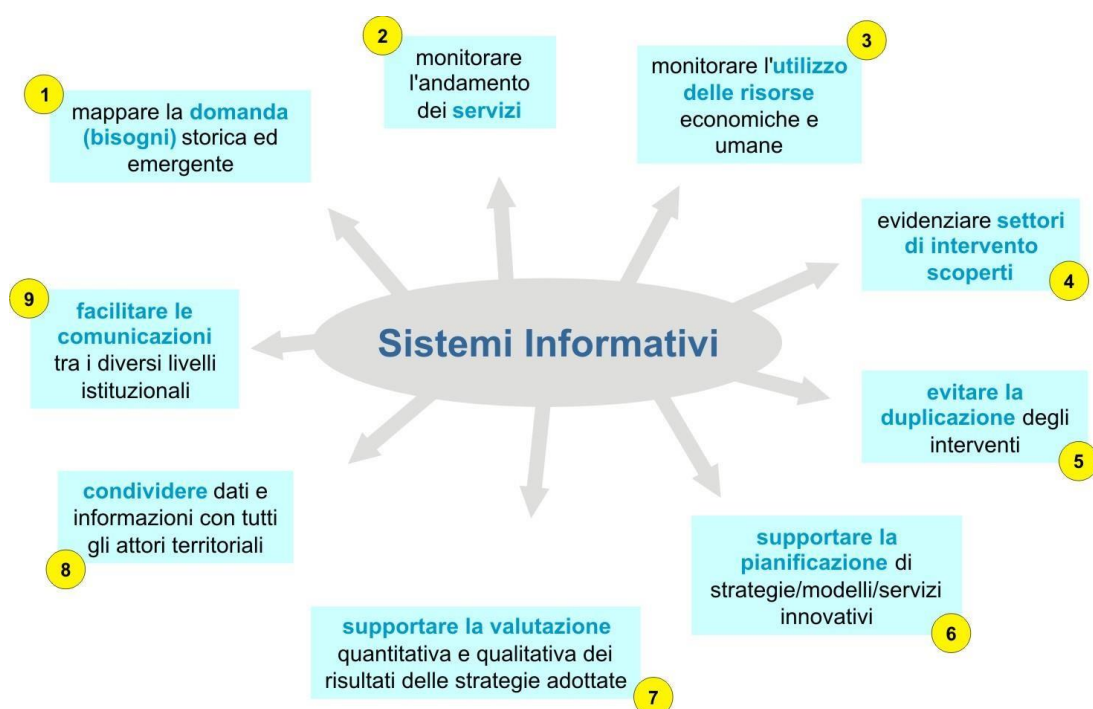 1
mappare la domanda
(bisogni) storica ed
emergente
2
monitorare
l'andamento
dei servizi
3
monitorare l'utilizzo
delle risorse
economiche e
umane
evidenziare settori
di intervento
scoperti
4
evitare la
duplicazione degli
interventi
5
supportare la
pianificazione di
strategie/modelli/servizi
innovativi
6
supportare la valutazione
quantitativa e qualitativa dei
risultati delle strategie adottate
7
condividere dati e
informazioni con tutti
gli attori territoriali
8
9
facilitare le
comunicazioni
tra i diversi livelli
istituzionali
Sistemi Informativi